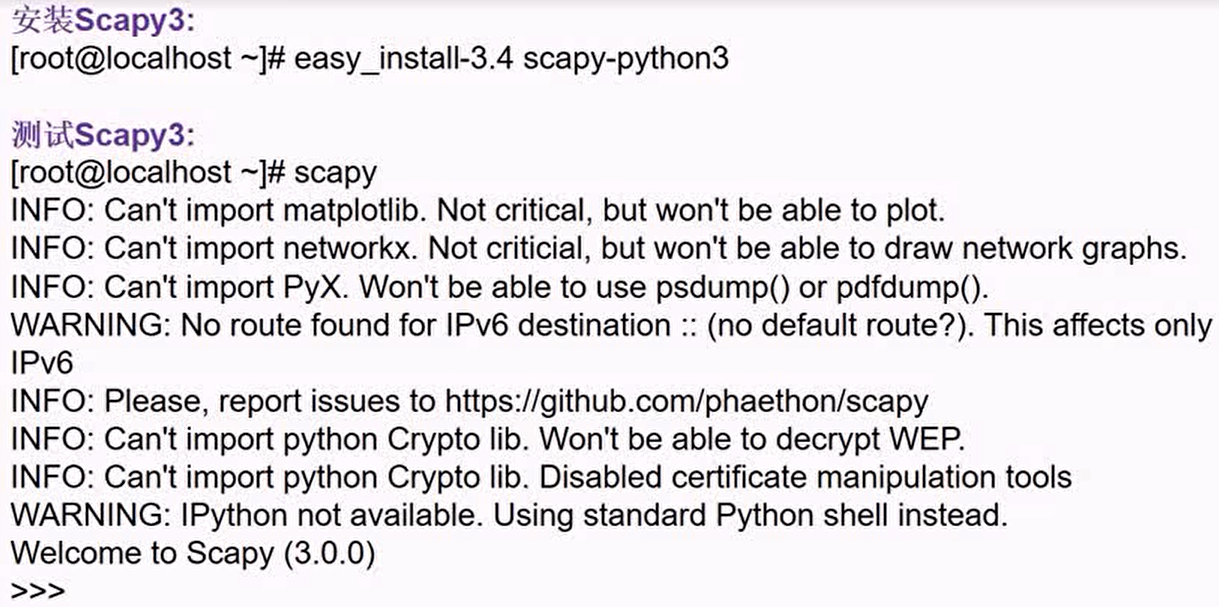 安装Scapy3:
[root@localhost ~]# easy_install-3.4 scapy-python3
测试Scapy3:
[root@localhost ~]# scapy
INFO: Can't import matplotlib. Not critical, but won't be able to plot.
INFO: Can't import networkx. Not criticial, but won't be able to draw network graphs.
INFO: Can't import PyX. Won't be able to use psdump() or pdfdump().
WARNING: No route found for IPv6 destination :: (no default route?). This affects only
IPv6
INFO: Please, report issues to https://github.com/phaethon/scapy
INFO: Can't import python Crypto lib. Won't be able to decrypt WEP.
INFO: Can't import python Crypto lib. Disabled certificate manipulation tools
WARNING: IPython not available. Using standard Python shell instead.
Welcome to Scapy (3.0.0)
>>>